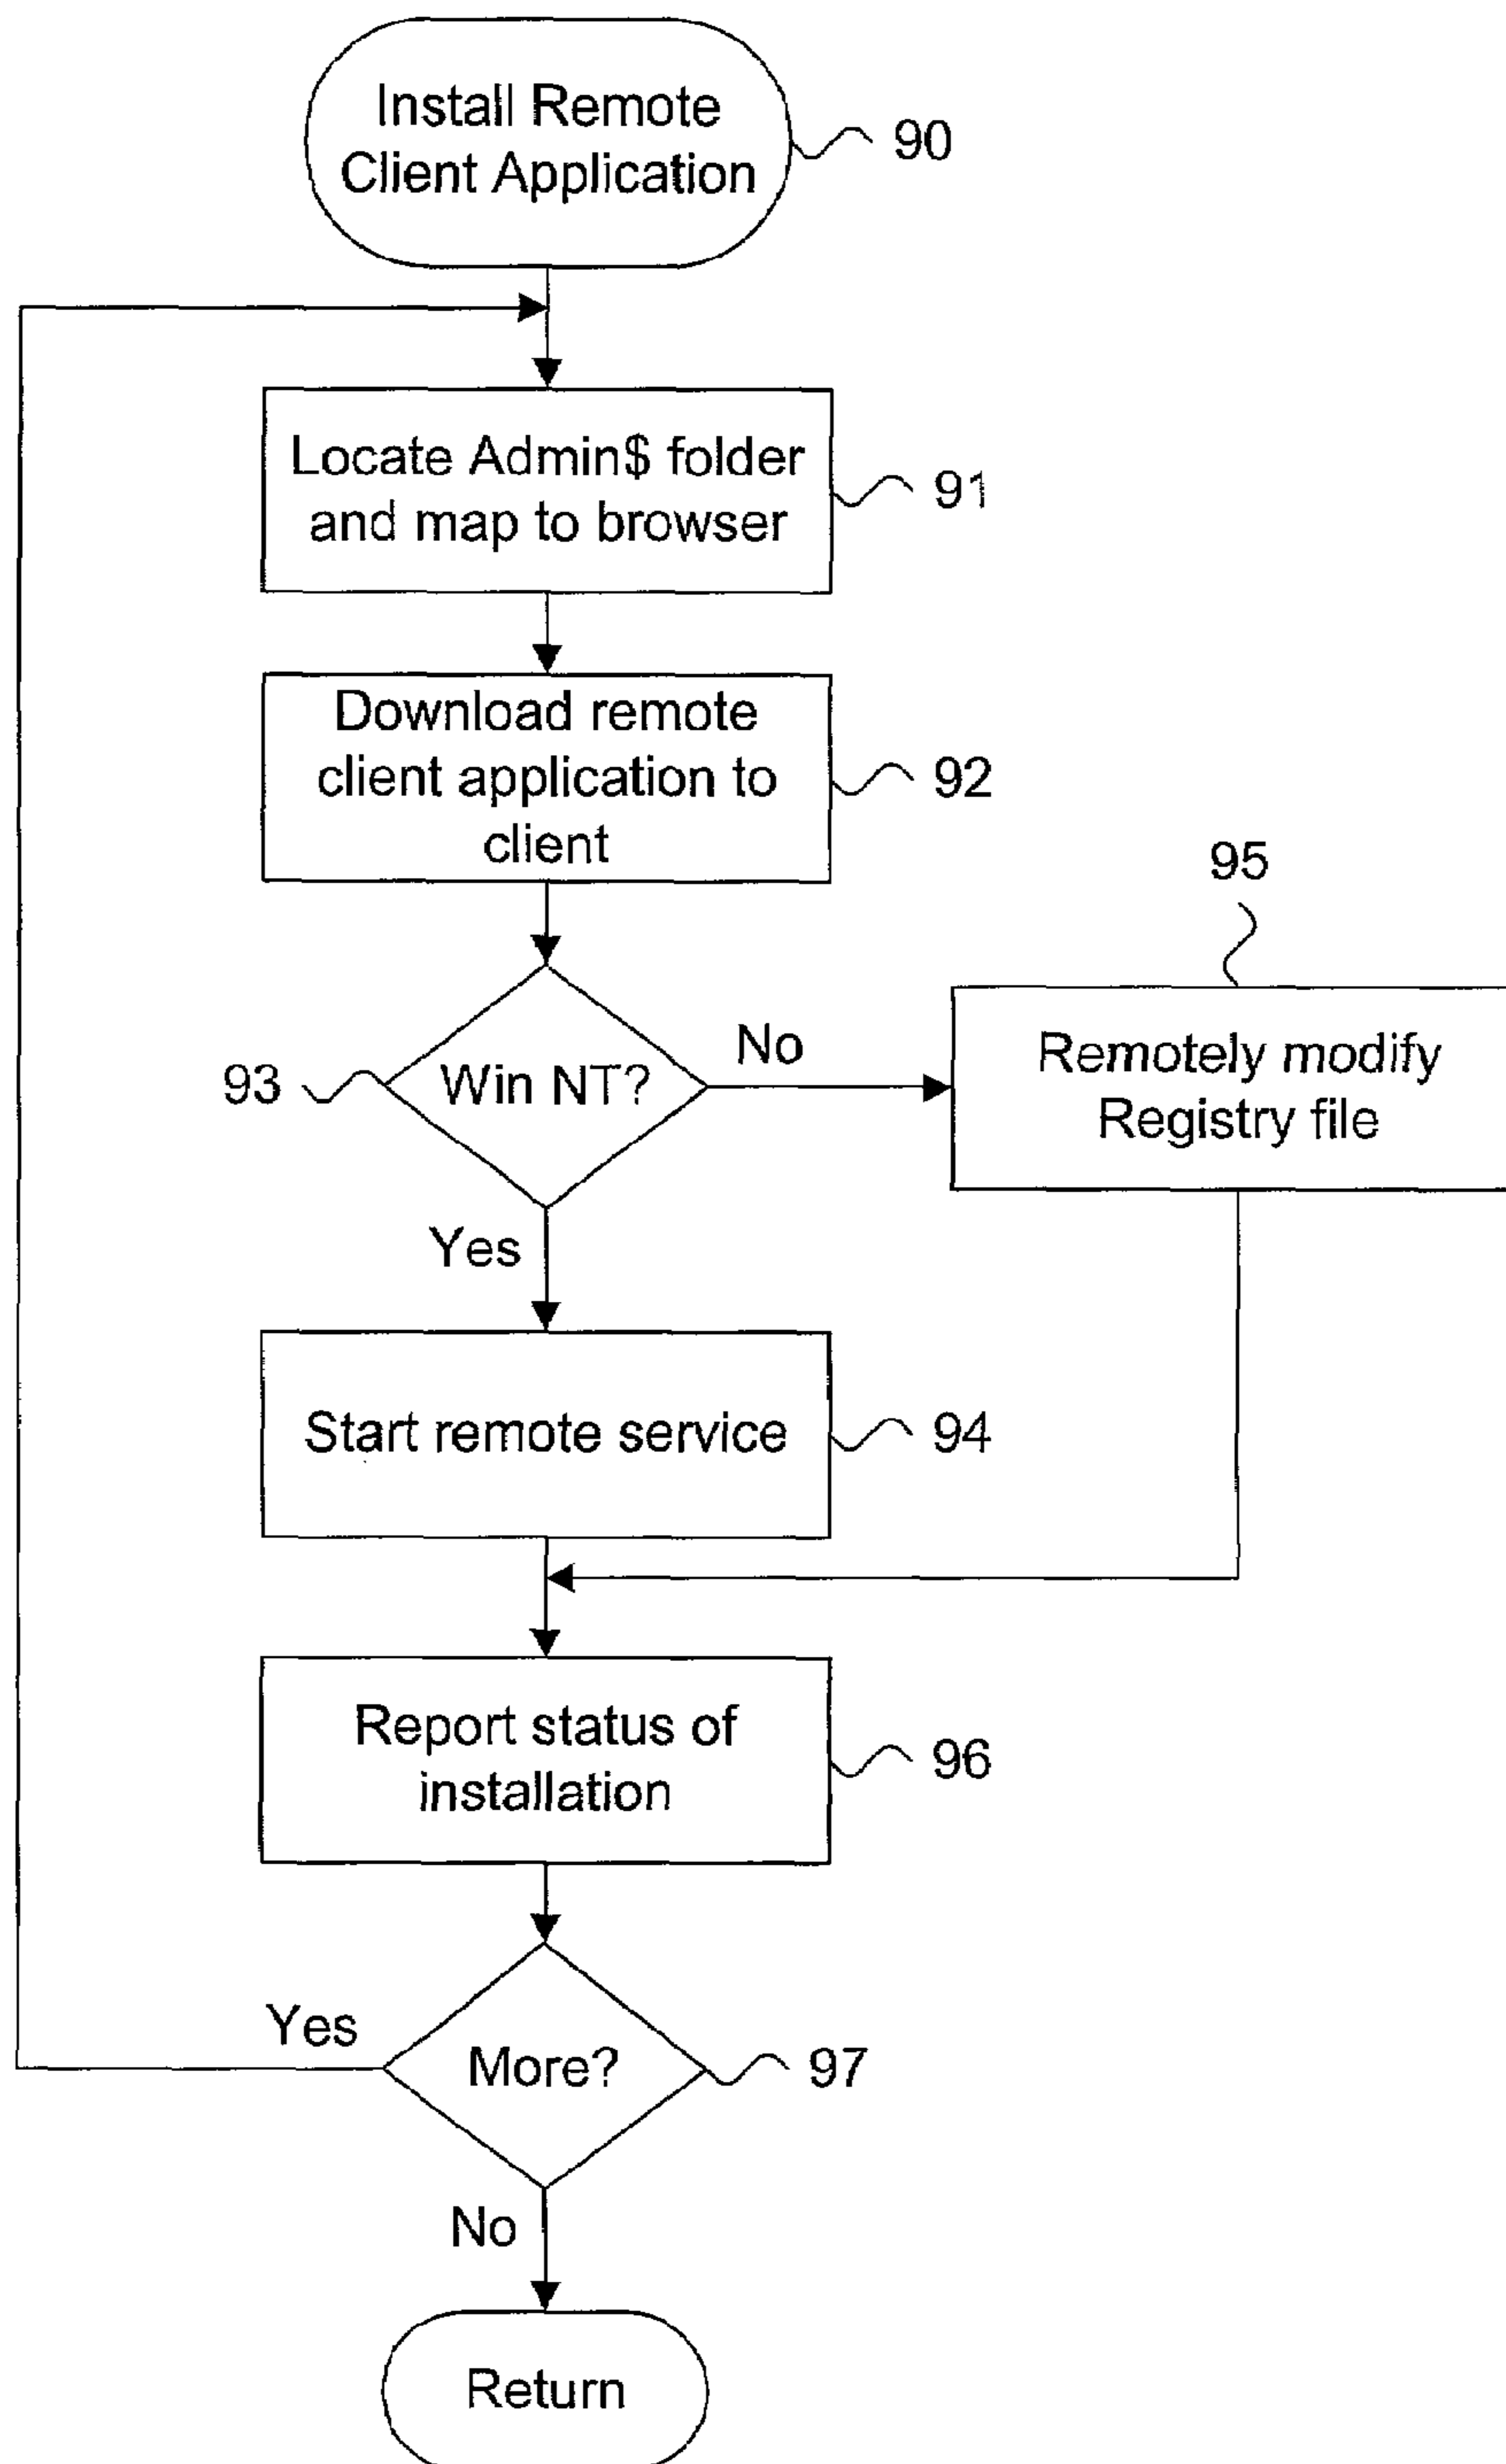 Install Remote
Client Application
90
Locate Admin$ folder
and map to browser
91
Download remote
client application to
client
92
93
Win NT?
No
95
Remotely modify
Registry file
Yes
Start remote service
94
Report status of
installation
96
Yes
More?
97
No
Return